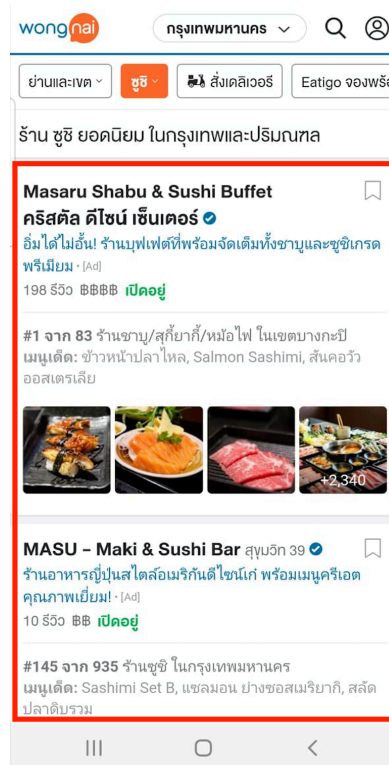 wongnai
กรุงเทพมหานคร
ย่านและเขต
ซูชิ
สั่งเดลิเวอรี
Eatigo จองพร้
ร้าน ซูชิ ยอดนิยม ในกรุงเทพและปริมณฑล
Masaru Shabu & Sushi Buffet
คริสตัล ดีไซน์ เซ็นเตอร์
อิ่มได้ไม่อั้น! ร้านบุฟเฟต์ที่พร้อมจัดเต็มทั้งชาบูและซูชิเกรด
พรีเมียม · [Ad]
198 รีวิว ฿฿฿฿ เปิดอยู่
#1 จาก 83 ร้านชาบู/สุกี้ยากี้/หม้อไฟ ในเขตบางกะปิ
เมนูเด็ด: ข้าวหน้าปลาไหล, Salmon Sashimi, สันคอวัว
ออสเตรเลีย
+2,340
MASU – Maki & Sushi Bar สุขุมวิท 39
ร้านอาหารญี่ปุ่นสไตล์อเมริกันดีไซน์เก๋ พร้อมเมนูครีเอต
คุณภาพเยี่ยม! · [Ad]
10 รีวิว ฿฿ เปิดอยู่
#145 จาก 935 ร้านซูชิ ในกรุงเทพมหานคร
เมนูเด็ด: Sashimi Set B, แซลมอน ย่างซอสเมริยากิ, สลัด
ปลาดิบรวม